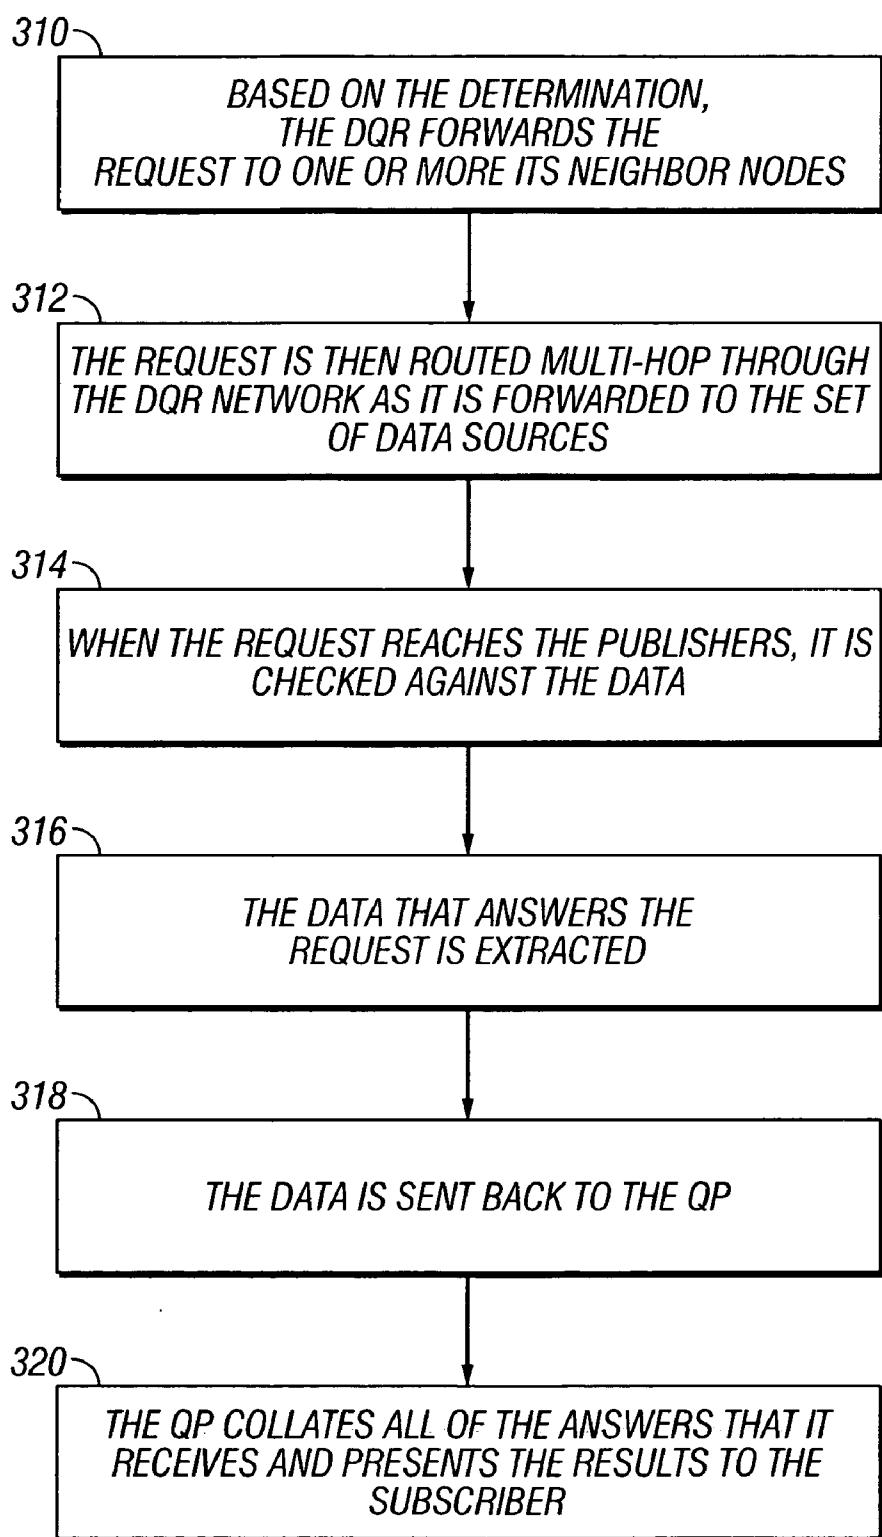 310
BASED ON THE DETERMINATION,
THE DQR FORWARDS THE
REQUEST TO ONE OR MORE ITS NEIGHBOR NODES
312
THE REQUEST IS THEN ROUTED MULTI-HOP THROUGH
THE DQR NETWORK AS IT IS FORWARDED TO THE SET
OF DATA SOURCES
314
WHEN THE REQUEST REACHES THE PUBLISHERS, IT IS
CHECKED AGAINST THE DATA
316
THE DATA THAT ANSWERS THE
REQUEST IS EXTRACTED
318
THE DATA IS SENT BACK TO THE QP
320
THE QP COLLATES ALL OF THE ANSWERS THAT IT
RECEIVES AND PRESENTS THE RESULTS TO THE
SUBSCRIBER